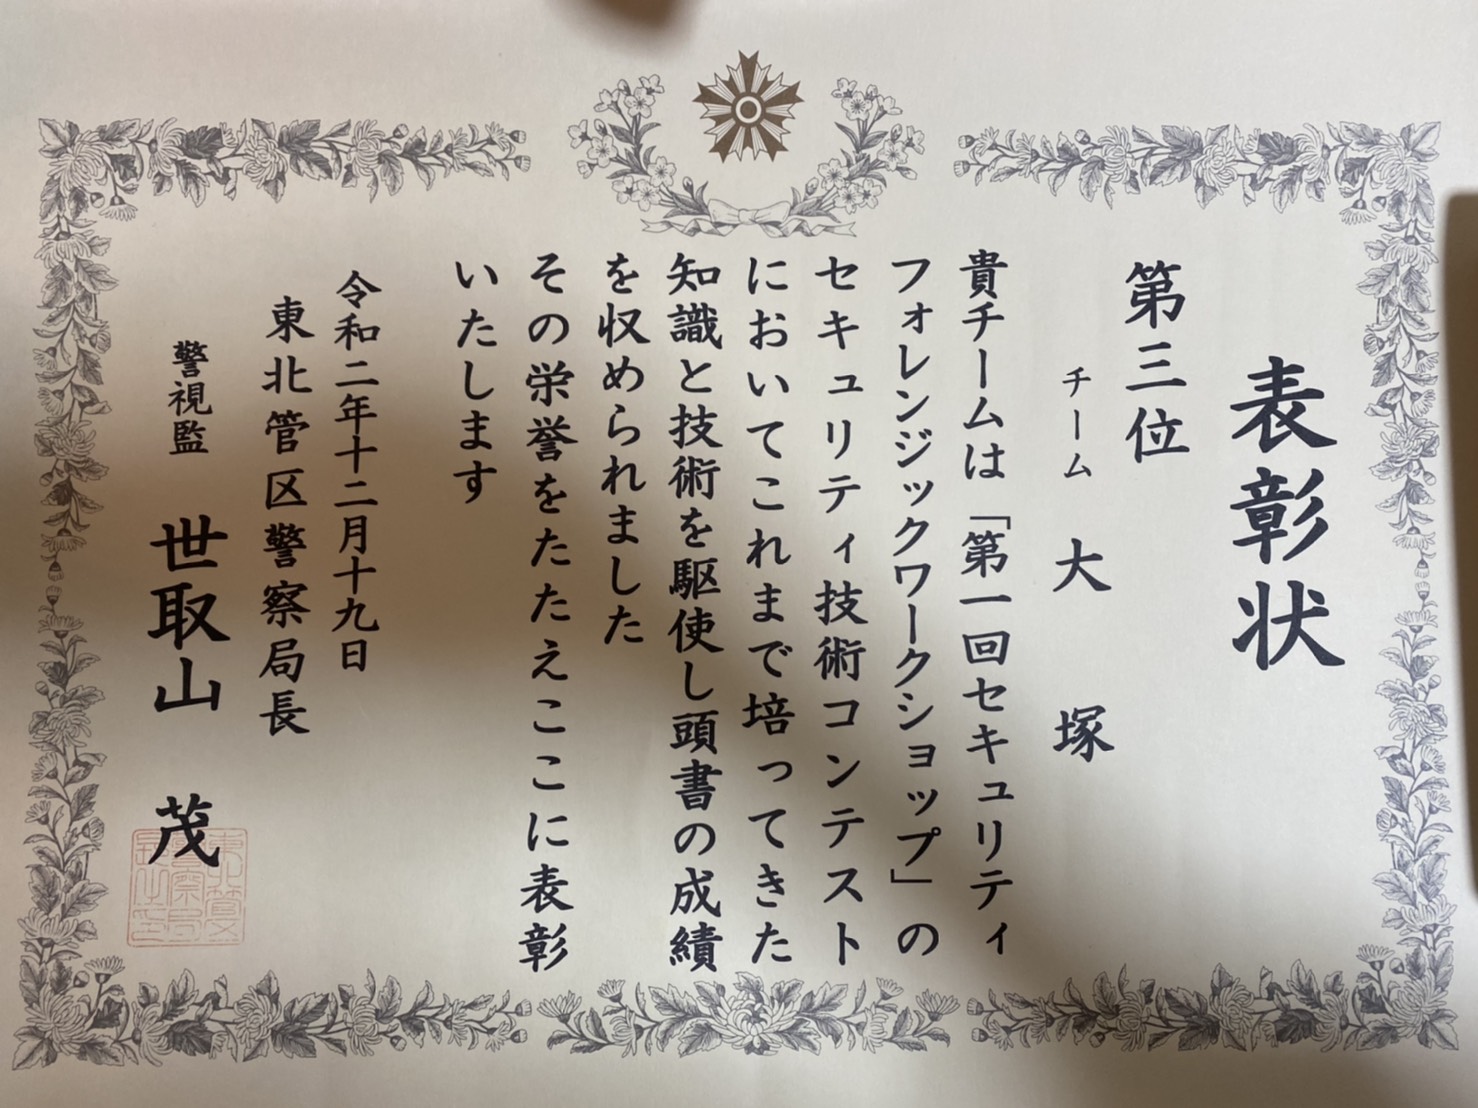 表彰状
第三位
チーム 大塚
貴チームは「第一回セキュリティ
フォレンジックワークショップ」の
セキュリティ技術コンテスト
においてこれまで培ってきた
知識と技術を駆使し頭書の成績
を収められました
その栄誉をたたえここに表彰
いたします
令和二年十二月十九日
東北管区警察局長
警視監 世取山 茂